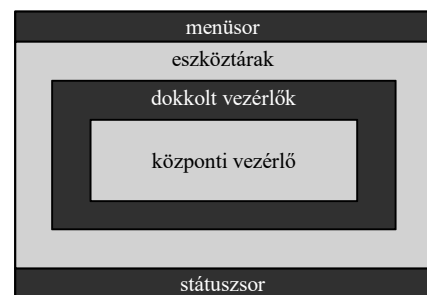 menüsor
eszköztárak
dokkolt vezérlők
központi vezérlő
státuszsor